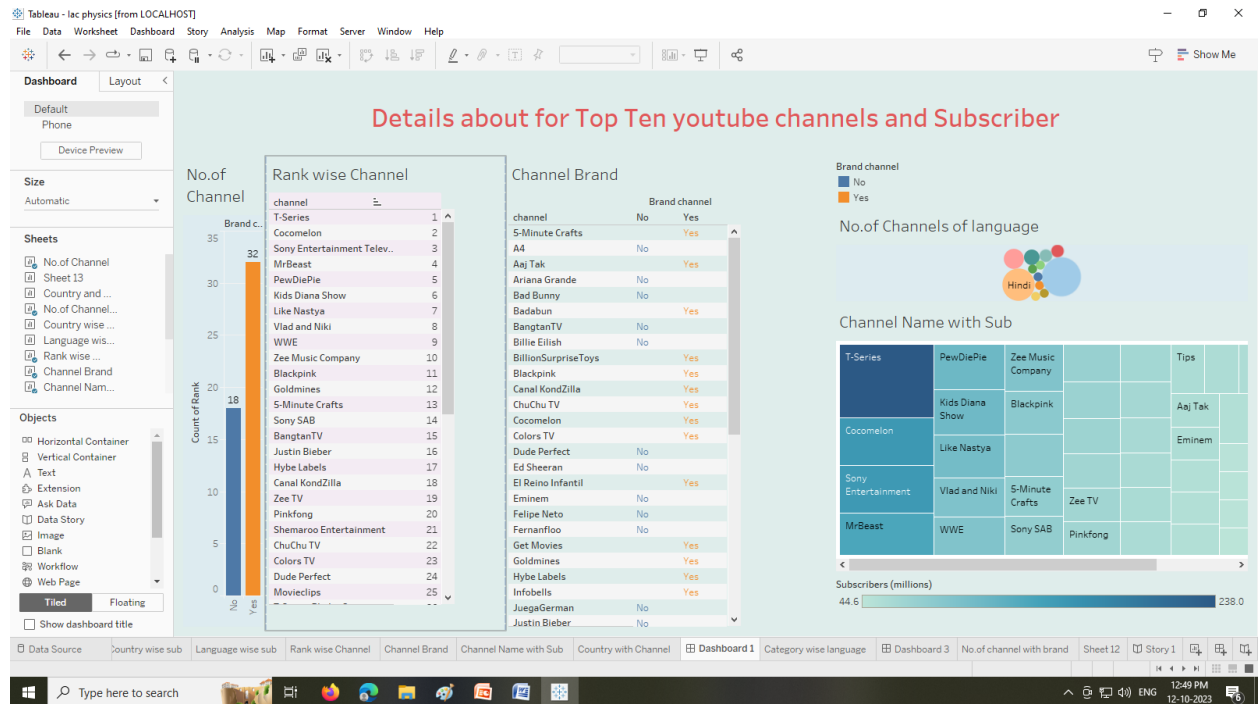 Tableau - lac physics [from LOCALHOST]
File Data Worksheet Dashboard Story Analysis Map Format Server Window Help
Show Me
Dashboard Layout
Default
Phone
Device Preview
Size
Automatic
Sheets
No.of Channel
Sheet 13
Country and ...
No.of Channel...
Country wise ...
Language wis...
Rank wise ...
Channel Brand
Channel Nam...
Objects
Horizontal Container
Vertical Container
Text
Extension
Ask Data
Data Story
Image
Blank
Workflow
Web Page
Tiled Floating
Show dashboard title
Details about for Top Ten youtube channels and Subscriber
No.of
Channel
Brand c..
35
30
25
20
15
10
5
0
Count of Rank
18
32
No
Yes
Rank wise Channel
channel
T-Series 1
Cocomelon 2
Sony Entertainment Telev.. 3
MrBeast 4
PewDiePie 5
Kids Diana Show 6
Like Nastya 7
Vlad and Niki 8
WWE 9
Zee Music Company 10
Blackpink 11
Goldmines 12
5-Minute Crafts 13
Sony SAB 14
BangtanTV 15
Justin Bieber 16
Hybe Labels 17
Canal KondZilla 18
Zee TV 19
Pinkfong 20
Shemaroo Entertainment 21
ChuChu TV 22
Colors TV 23
Dude Perfect 24
Movieclips 25
Channel Brand
Brand channel
channel No Yes
5-Minute Crafts Yes
A4 No
Aaj Tak Yes
Ariana Grande No
Bad Bunny No
Badabun Yes
BangtanTV No
Billie Eilish No
BillionSurpriseToys Yes
Blackpink Yes
Canal KondZilla Yes
ChuChu TV Yes
Cocomelon Yes
Colors TV Yes
Dude Perfect No
Ed Sheeran No
El Reino Infantil Yes
Eminem No
Felipe Neto No
Fernanfloo No
Get Movies Yes
Goldmines Yes
Hybe Labels Yes
Infobells Yes
JuegaGerman No
Justin Bieber No
Brand channel
No
Yes
No.of Channels of language
Hindi
Channel Name with Sub
T-Series
Cocomelon
Sony
Entertainment
MrBeast
PewDiePie
Kids Diana
Show
Like Nastya
Vlad and Niki
WWE
Zee Music
Company
Blackpink
5-Minute
Crafts
Sony SAB
Zee TV
Pinkfong
Tips
Aaj Tak
Eminem
Subscribers (millions)
44.6 238.0
Data Source Country wise sub Language wise sub Rank wise Channel Channel Brand Channel Name with Sub Country with Channel Dashboard 1 Category wise language Dashboard 3 No.of channel with brand Sheet 12 Story 1
Type here to search
ENG
12:49 PM
12-10-2023
6